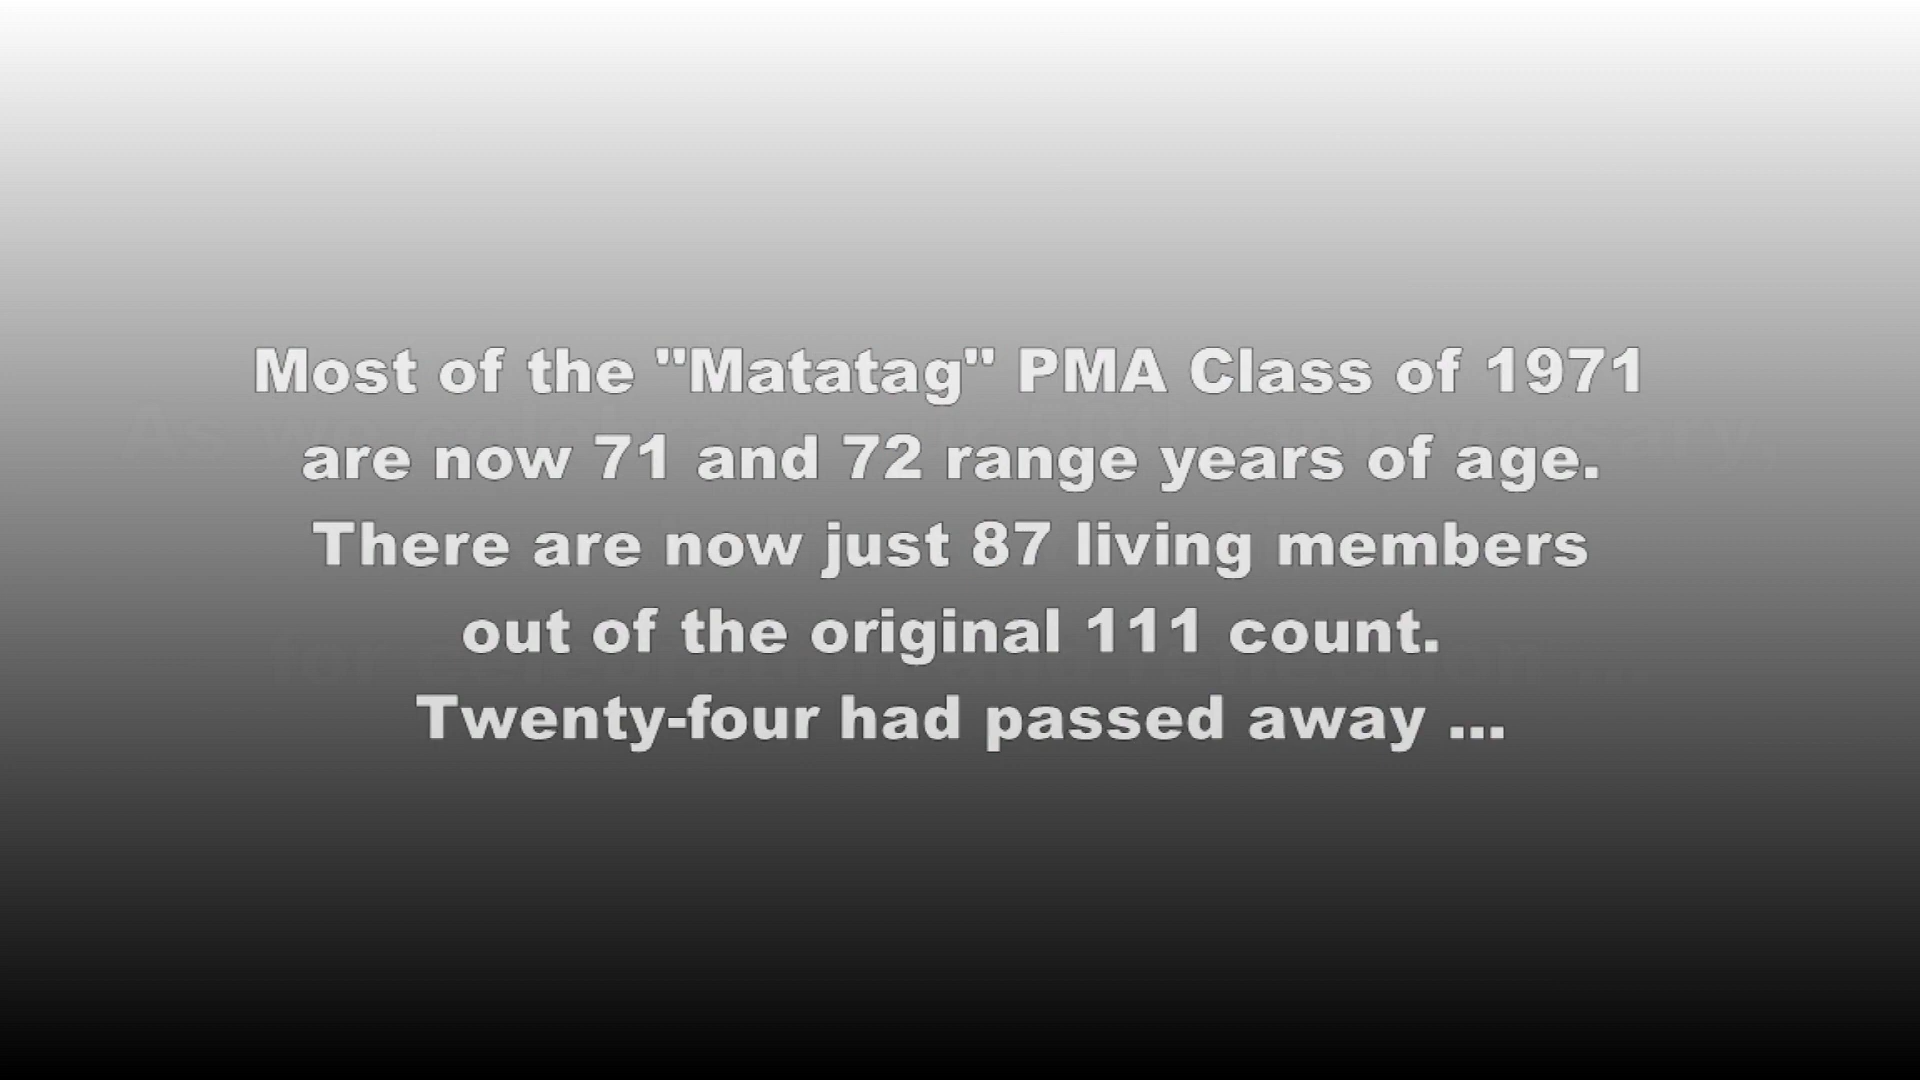 Most of the "Matatag" PMA Class of 1971
are now 71 and 72 range years of age.
There are now just 87 living members
out of the original 111 count.
Twenty-four had passed away ...